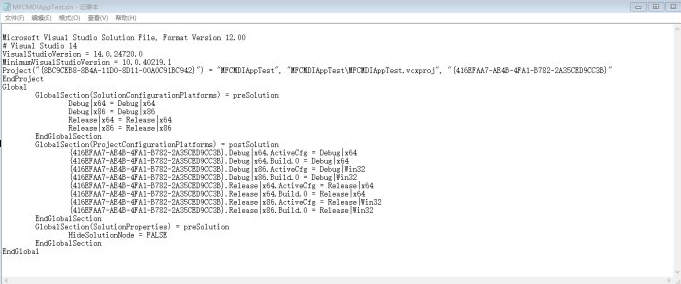 MFCMDIAppTest.sln - 记事本
文件(F) 编辑(E) 格式(O) 查看(V) 帮助(H)
Microsoft Visual Studio Solution File, Format Version 12.00
# Visual Studio 14
VisualStudioVersion = 14.0.24720.0
MinimumVisualStudioVersion = 10.0.40219.1
Project("{8BC9CEB8-8B4A-11D0-8D11-00A0C91BC942}") = "MFCMDIAppTest", "MFCMDIAppTest\MFCMDIAppTest.vcxproj", "{416EFAA7-AE4B-4FA1-B782-2A35CED9CC3B}"
EndProject
Global
GlobalSection(SolutionConfigurationPlatforms) = preSolution
Debug|x64 = Debug|x64
Debug|x86 = Debug|x86
Release|x64 = Release|x64
Release|x86 = Release|x86
EndGlobalSection
GlobalSection(ProjectConfigurationPlatforms) = postSolution
{416EFAA7-AE4B-4FA1-B782-2A35CED9CC3B}.Debug|x64.ActiveCfg = Debug|x64
{416EFAA7-AE4B-4FA1-B782-2A35CED9CC3B}.Debug|x64.Build.0 = Debug|x64
{416EFAA7-AE4B-4FA1-B782-2A35CED9CC3B}.Debug|x86.ActiveCfg = Debug|Win32
{416EFAA7-AE4B-4FA1-B782-2A35CED9CC3B}.Debug|x86.Build.0 = Debug|Win32
{416EFAA7-AE4B-4FA1-B782-2A35CED9CC3B}.Release|x64.ActiveCfg = Release|x64
{416EFAA7-AE4B-4FA1-B782-2A35CED9CC3B}.Release|x64.Build.0 = Release|x64
{416EFAA7-AE4B-4FA1-B782-2A35CED9CC3B}.Release|x86.ActiveCfg = Release|Win32
{416EFAA7-AE4B-4FA1-B782-2A35CED9CC3B}.Release|x86.Build.0 = Release|Win32
EndGlobalSection
GlobalSection(SolutionProperties) = preSolution
HideSolutionNode = FALSE
EndGlobalSection
EndGlobal